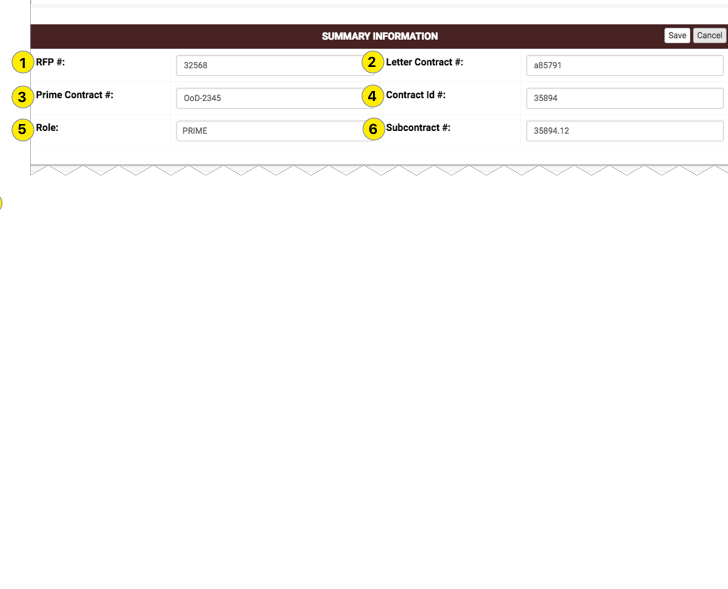 SUMMARY INFORMATION Save Cancel
1 RFP #: 32568 2 Letter Contract #: a85791
3 Prime Contract #: OoD-2345 4 Contract Id #: 35894
5 Role: PRIME 6 Subcontract #: 35894.12